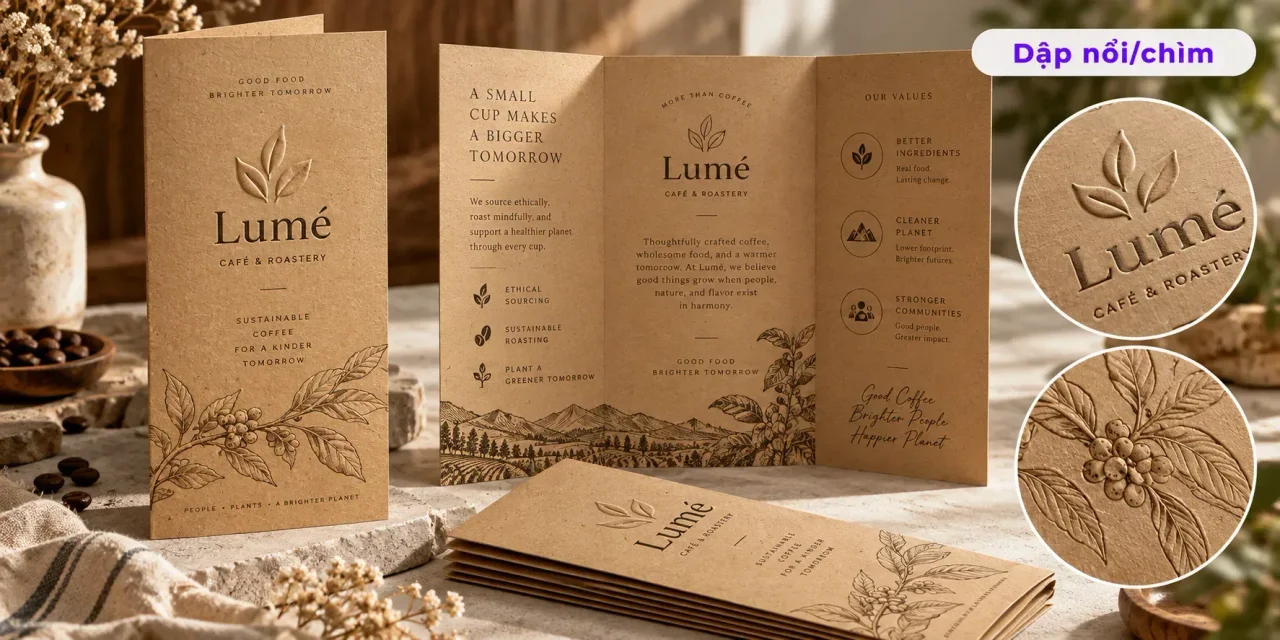 Dập nổi/chìm
GOOD FOOD
BRIGHTER TOMORROW
Lumé
CAFÉ & ROASTERY
SUSTAINABLE
COFFEE
FOR A KINDER
TOMORROW
PEOPLE • PLANTS • A BRIGHTER PLANET
A SMALL
CUP MAKES
A BIGGER
TOMORROW
We source ethically,
roast mindfully, and
support a healthier planet
through every cup.
ETHICAL
SOURCING
SUSTAINABLE
ROASTING
PLANT A
GREENER TOMORROW
MORE THAN COFFEE
Lumé
CAFÉ & ROASTERY
Thoughtfully crafted coffee,
wholesome food, and a warmer
tomorrow. At Lumé, we believe
good things grow when people,
nature, and flavor exist
in harmony.
GOOD FOOD
BRIGHTER TOMORROW
OUR VALUES
BETTER
INGREDIENTS
Real food.
Lasting change.
CLEANER
PLANET
Lower footprint.
Brighter futures.
STRONGER
COMMUNITIES
Good people.
Greater impact.
Good Coffee
Brighter People
Happier Planet
Lumé
CAFÉ & ROASTERY
SUSTAINABLE
COFFEE
FOR A KINDER
TOMORROW
Lumé
CAFÉ & ROASTERY